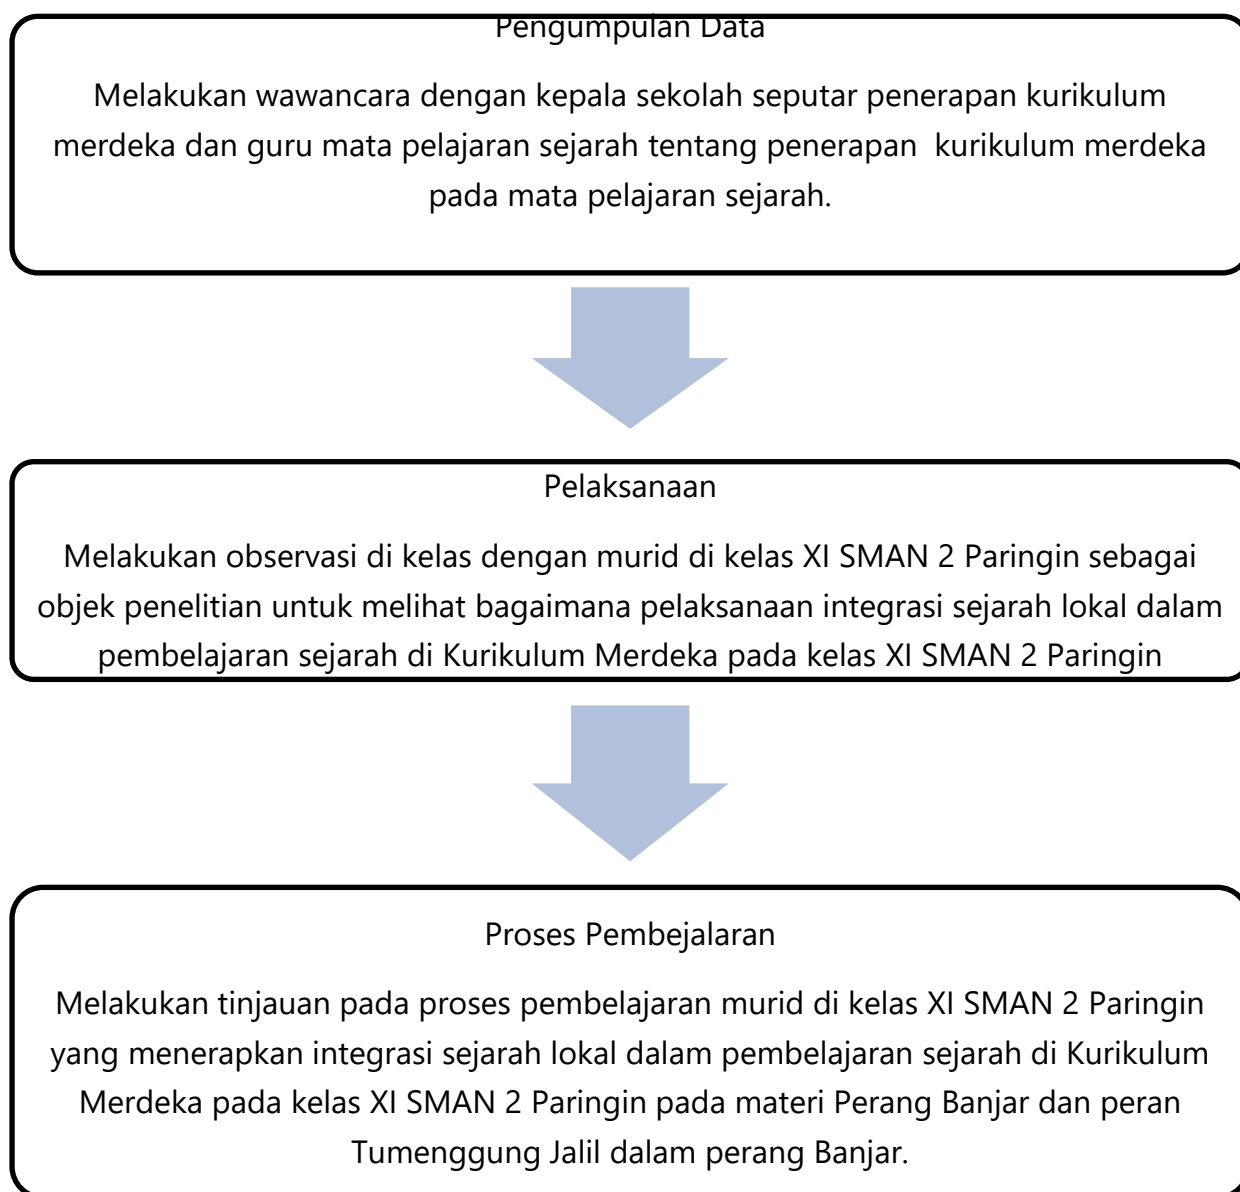 Pengumpulan Data
Melakukan wawancara dengan kepala sekolah seputar penerapan kurikulum
merdeka dan guru mata pelajaran sejarah tentang penerapan  kurikulum merdeka
pada mata pelajaran sejarah.
Pelaksanaan
Melakukan observasi di kelas dengan murid di kelas XI SMAN 2 Paringin sebagai
objek penelitian untuk melihat bagaimana pelaksanaan integrasi sejarah lokal dalam
pembelajaran sejarah di Kurikulum Merdeka pada kelas XI SMAN 2 Paringin
Proses Pembejalaran
Melakukan tinjauan pada proses pembelajaran murid di kelas XI SMAN 2 Paringin
yang menerapkan integrasi sejarah lokal dalam pembelajaran sejarah di Kurikulum
Merdeka pada kelas XI SMAN 2 Paringin pada materi Perang Banjar dan peran
Tumenggung Jalil dalam perang Banjar.